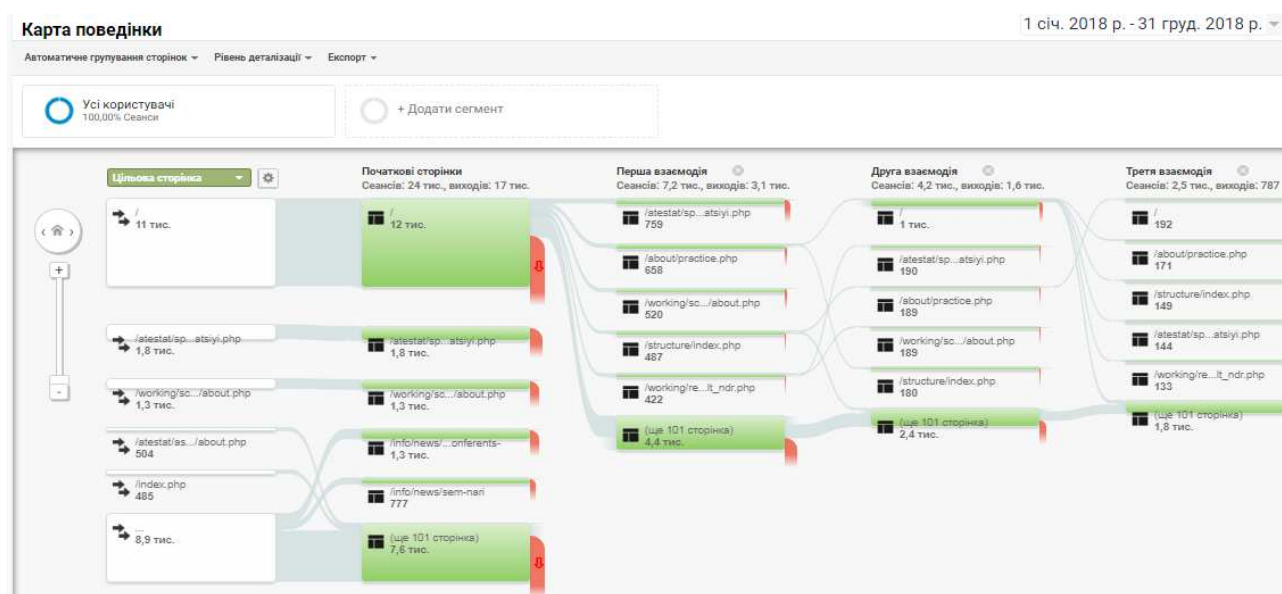 Карта поведінки
1 січ. 2018 р. - 31 груд. 2018 р.
Автоматичне групування сторінок Рівень деталізації Експорт
Усі користувачі
100,00% Сеанси
+ Додати сегмент
Цільова сторінка
/
11 тис.
/atestat/sp...atsiyi.php
1,8 тис.
/working/sc.../about.php
1,3 тис.
/atestat/as.../about.php
504
/index.php
485
...
8,9 тис.
Початкові сторінки
Сеансів: 24 тис., виходів: 17 тис.
/
12 тис.
/atestat/sp...atsiyi.php
1,8 тис.
/working/sc.../about.php
1,3 тис.
/info/news/...onferents-
1,3 тис.
/info/news/sem-nari
777
(ще 101 сторінка)
7,6 тис.
Перша взаємодія
Сеансів: 7,2 тис., виходів: 3,1 тис.
/atestat/sp...atsiyi.php
759
/about/practice.php
658
/working/sc.../about.php
520
/structure/index.php
487
/working/re...lt_ndr.php
422
(ще 101 сторінка)
4,4 тис.
Друга взаємодія
Сеансів: 4,2 тис., виходів: 1,6 тис.
/
1 тис.
/atestat/sp...atsiyi.php
190
/about/practice.php
189
/working/sc.../about.php
189
/structure/index.php
180
(ще 101 сторінка)
2,4 тис.
Третя взаємодія
Сеансів: 2,5 тис., виходів: 787
/
192
/about/practice.php
171
/structure/index.php
149
/atestat/sp...atsiyi.php
144
/working/re...lt_ndr.php
133
(ще 101 сторінка)
1,8 тис.